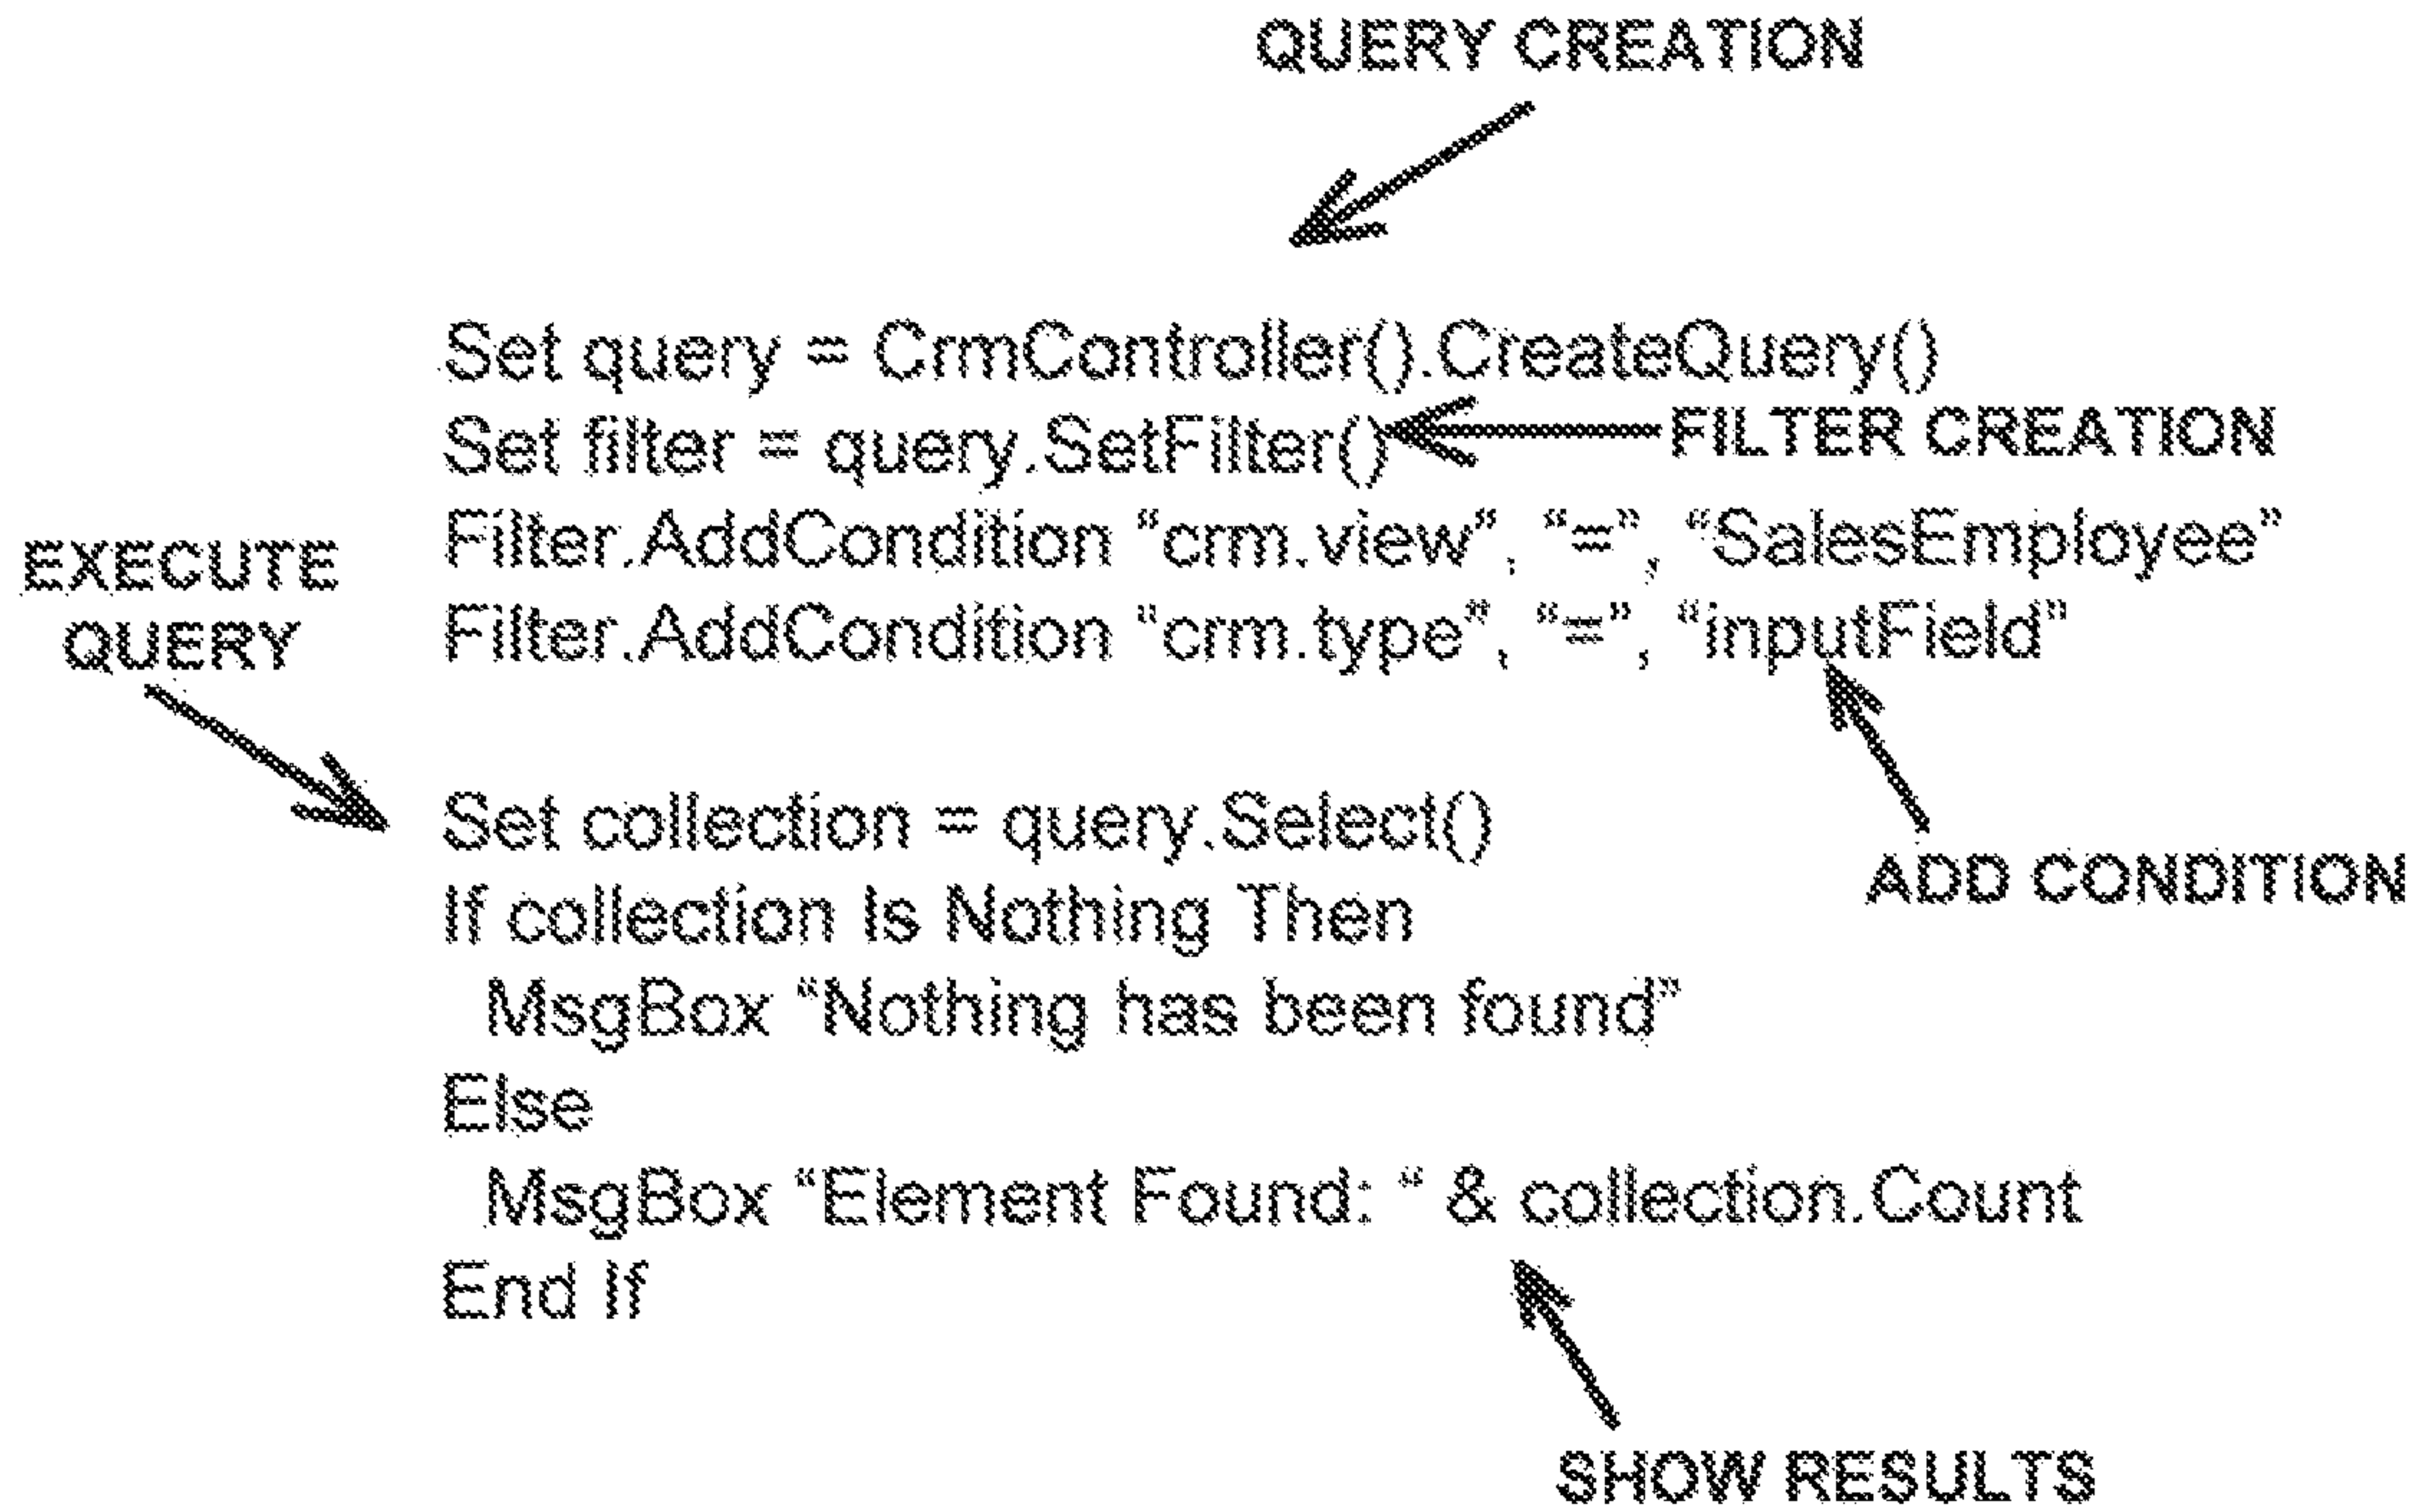 QUERY CREATION
Set query = CrmController().CreateQuery()
Set filter = query.SetFilter()
FILTER CREATION
Filter.AddCondition “crm.view”, “=”, “SalesEmployee”
Filter.AddCondition “crm.type”, “=”, “inputField”
EXECUTE
QUERY
ADD CONDITION
Set collection = query.Select()
If collection Is Nothing Then
MsgBox “Nothing has been found”
Else
MsgBox “Element Found: “ & collection.Count
End If
SHOW RESULTS